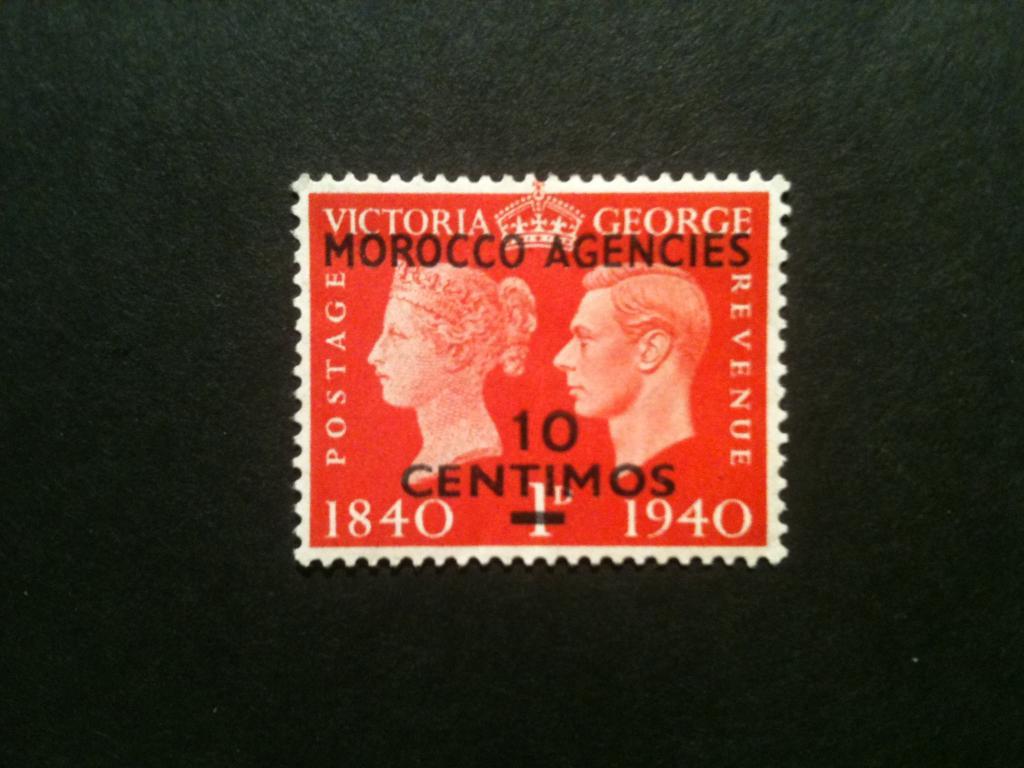 VICTORIA GEORGE
MOROCCO AGENCIES
POSTAGE
REVENUE
10
CENTIMOS
1D
1840 1940